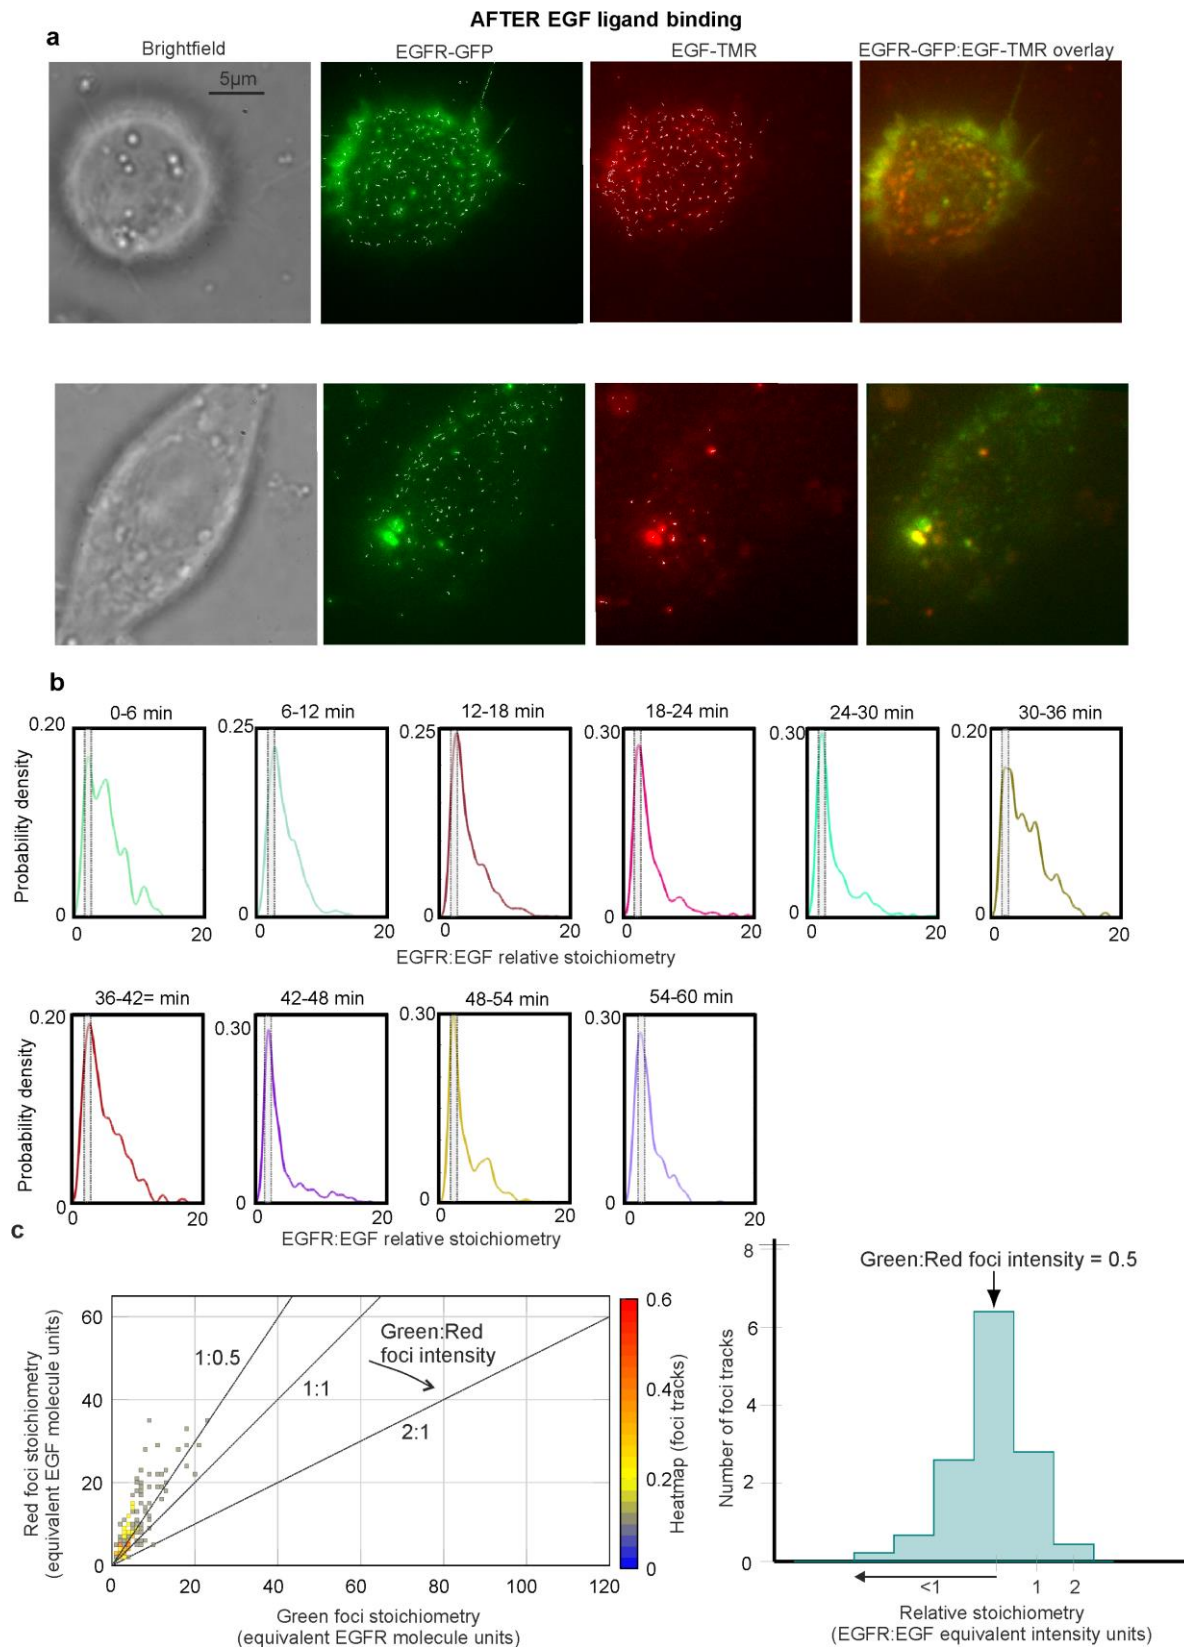 AFTER EGF ligand binding
a
Brightfield
EGFR-GFP
EGF-TMR
EGFR-GFP:EGF-TMR overlay
5µm
b
0-6 min
6-12 min
12-18 min
18-24 min
24-30 min
30-36 min
Probability density
0.20
0
0 20
0.25
0
0 20
0.25
0
0 20
0.30
0
0 20
0.30
0
0 20
0.20
0
0 20
EGFR:EGF relative stoichiometry
36-42= min
42-48 min
48-54 min
54-60 min
Probability density
0.20
0
0 20
0.30
0
0 20
0.30
0
0 20
0.30
0
0 20
EGFR:EGF relative stoichiometry
c
Red foci stoichiometry
(equivalent EGF molecule units)
60
40
20
0
0 20 40 60 80 100 120
1:0.5
1:1
2:1
Green:Red
foci intensity
Green foci stoichiometry
(equivalent EGFR molecule units)
0.6
0.4
0.2
0
Heatmap (foci tracks)
Green:Red foci intensity = 0.5
Number of foci tracks
8
6
4
2
0
<1 1 2
Relative stoichiometry
(EGFR:EGF equivalent intensity units)